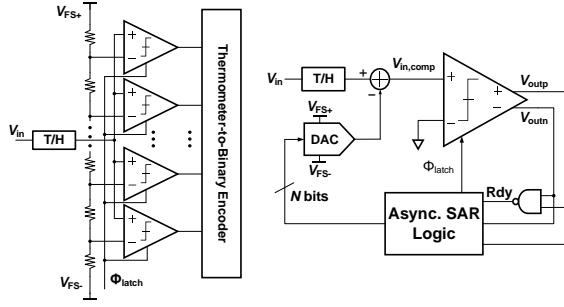 VFS+
Vin
T/H
VFS-
Φlatch
Thermometer-to-Binary Encoder
Vin
T/H
+
−
Vin,comp
VFS+
DAC
VFS-
N bits
Φlatch
Voutp
Voutn
Rdy
Async. SAR
Logic